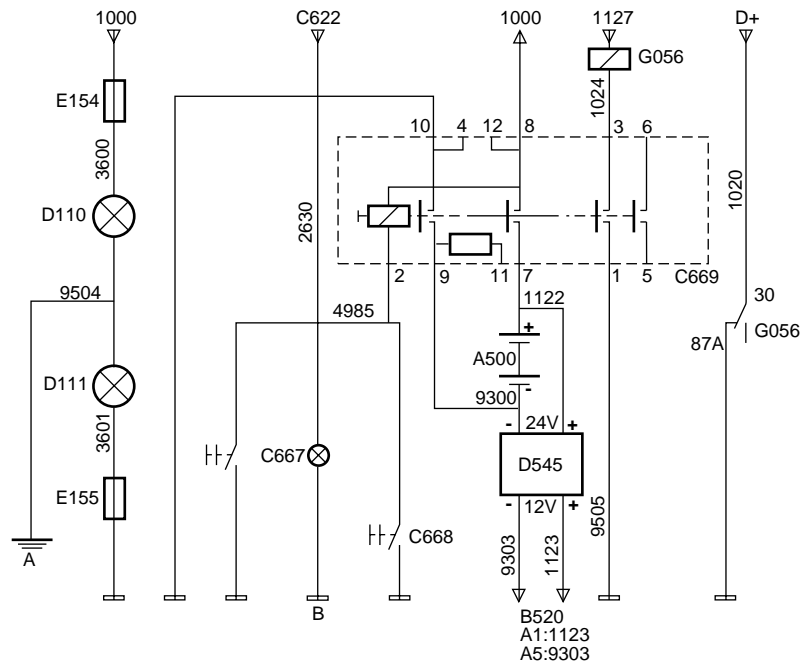 1000
C622
1000
1127
D+
G056
E154
1024
10
4
12
8
3
6
3600
D110
2630
1020
2
9
11
7
1
5
C669
9504
4985
1122
30
+
G056
87A
A500
D111
-
9300
3601
- 24V +
C667
D545
E155
- 12V +
9505
C668
A
9303
1123
B
B520
A1:1123
A5:9303